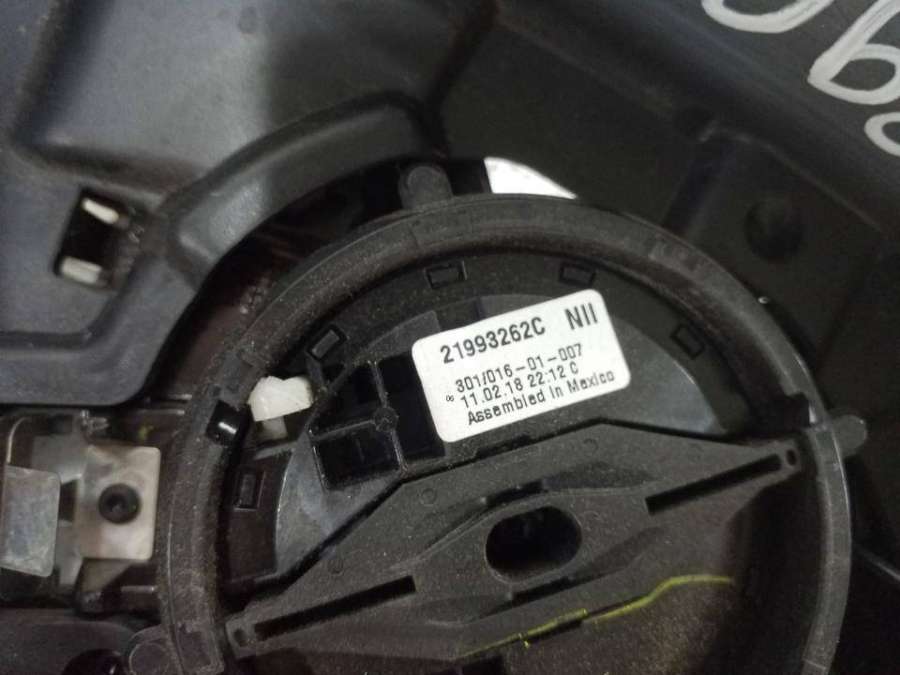 21993262C NII
301/016-01-007
11.02.18 22:12 C
Assembled in Mexico